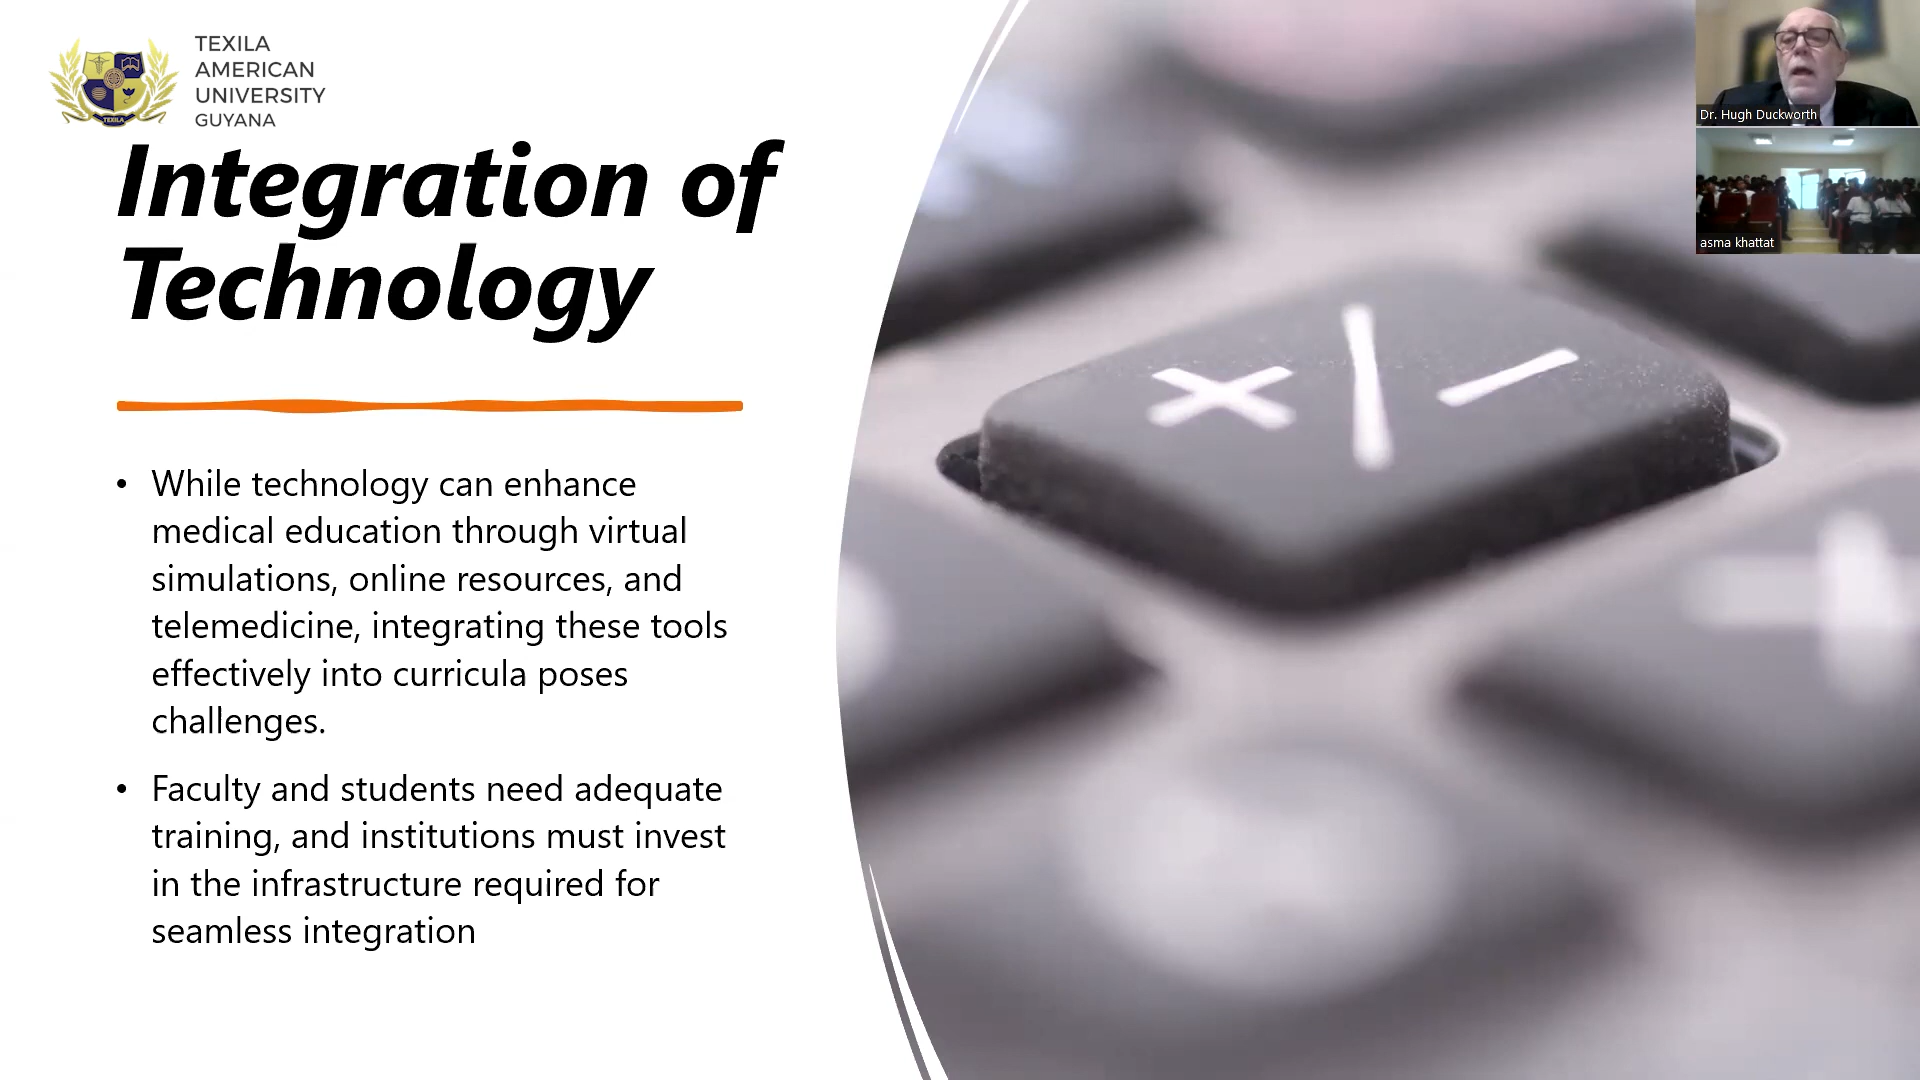 TEXILA
AMERICAN
UNIVERSITY
GUYANA
TEXILA
Integration of
Technology
• While technology can enhance
medical education through virtual
simulations, online resources, and
telemedicine, integrating these tools
effectively into curricula poses
challenges.
• Faculty and students need adequate
training, and institutions must invest
in the infrastructure required for
seamless integration
+/−
Dr. Hugh Duckworth
asma khattat